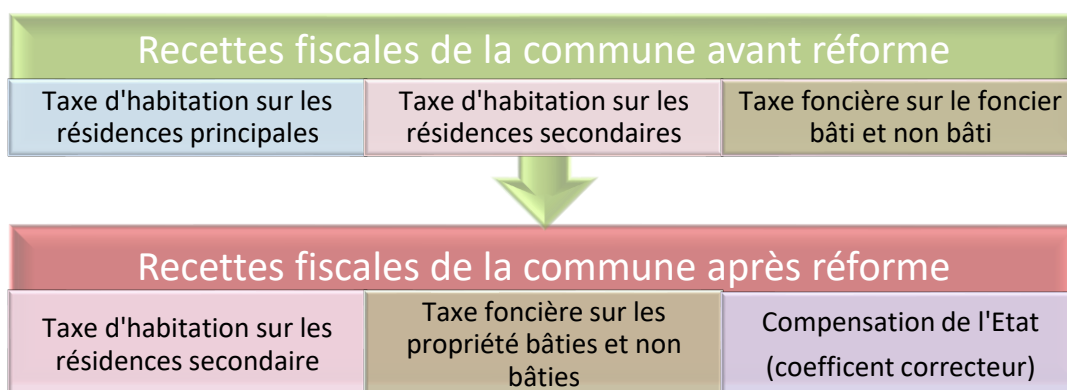 Recettes fiscales de la commune avant réforme
Taxe d'habitation sur les
résidences principales
Taxe d'habitation sur les
résidences secondaires
Taxe foncière sur le foncier
bâti et non bâti
Recettes fiscales de la commune après réforme
Taxe d'habitation sur les
résidences secondaire
Taxe foncière sur les
propriété bâties et non
bâties
Compensation de l'Etat
(coefficent correcteur)